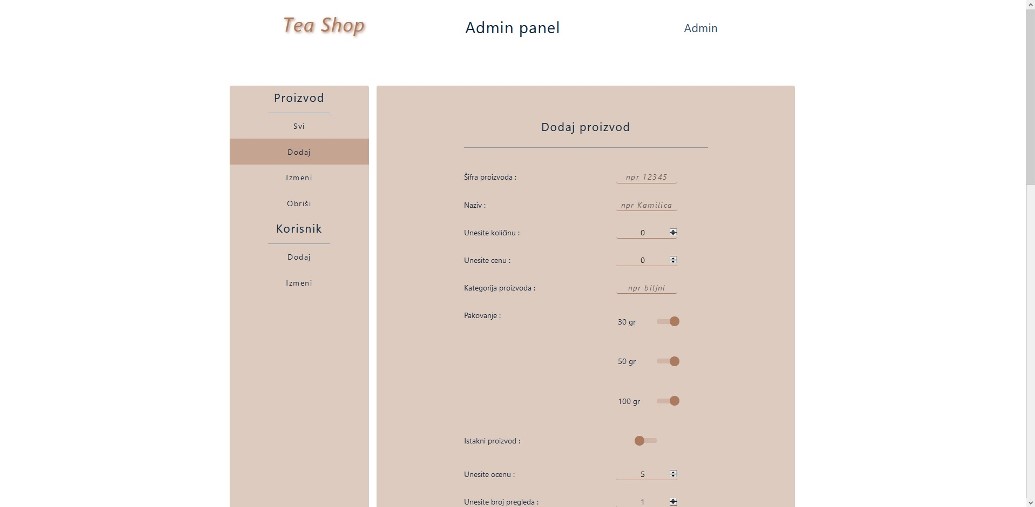 Tea Shop
Admin panel
Admin
Proizvod
Svi
Dodaj
Izmeni
Obriši
Korisnik
Dodaj
Izmeni
Dodaj proizvod
Šifra proizvoda : npr 12345
Naziv : npr Kamilica
Unesite količinu : 0
Unesite cenu : 0
Kategorija proizvoda : npr biljni
Pakovanje : 30 gr
50 gr
100 gr
Istakni proizvod :
Unesite ocenu : 5
Unesite broj pregleda : 1